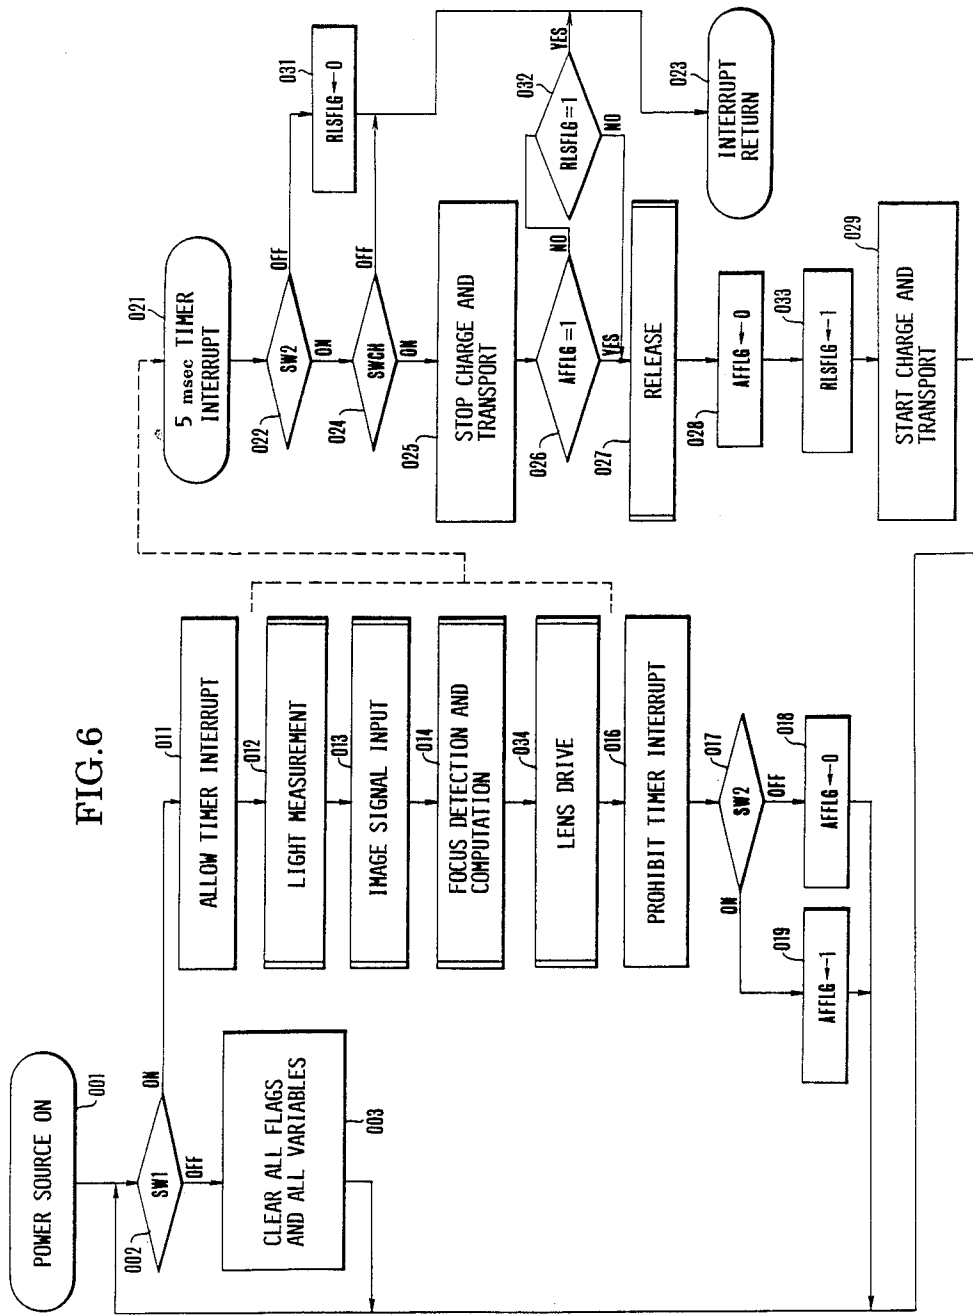 FIG.6
POWER SOURCE ON
001
002
SW1
ON
OFF
CLEAR ALL FLAGS
AND ALL VARIABLES
003
ALLOW TIMER INTERRUPT
011
LIGHT MEASUREMENT
012
IMAGE SIGNAL INPUT
013
FOCUS DETECTION AND
COMPUTATION
014
LENS DRIVE
034
PROHIBIT TIMER INTERRUPT
016
SW2
017
ON
OFF
AFFLG←1
019
AFFLG←0
018
5 msec TIMER
INTERRUPT
021
SW2
022
OFF
ON
RLSFLG←0
031
SWCH
024
OFF
ON
STOP CHARGE AND
TRANSPORT
025
AFFLG=1
026
NO
YES
RLSFLG=1
032
YES
NO
RELEASE
027
INTERRUPT
RETURN
023
AFFLG←0
028
RLSFLG←1
033
START CHARGE AND
TRANSPORT
029